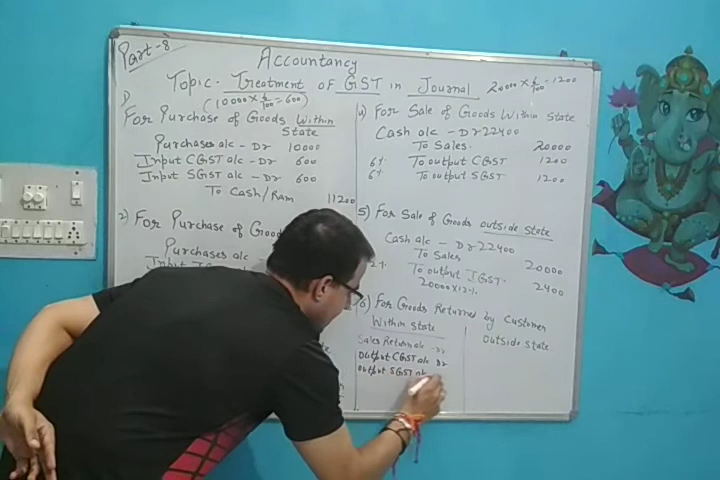 Part-8
Accountancy
Topic. Treatment of GST in Journal
20000 × 6/100 = 1200
(10000 × 6/100 = 600)
1) For Purchase of Goods Within State
Purchases a/c - Dr 10000
Input CGST a/c - Dr 600
Input SGST a/c - Dr 600
To Cash/Ram 11200
2) For Purchase of Goods
Purchases a/c
Input IGST
4) For Sale of Goods Within State
Cash a/c - Dr 22400
To Sales. 20000
6% To output CGST 1200
6% To output SGST 1200
5) For Sale of Goods outside State
Cash a/c - Dr 22400
To Sales 20000
12% To output IGST. 2400
20000 × 12%
6) For Goods Returned by Customer
Within State
Outside State
Sales Return a/c - Dr
Output CGST a/c Dr
Output SGST a/c